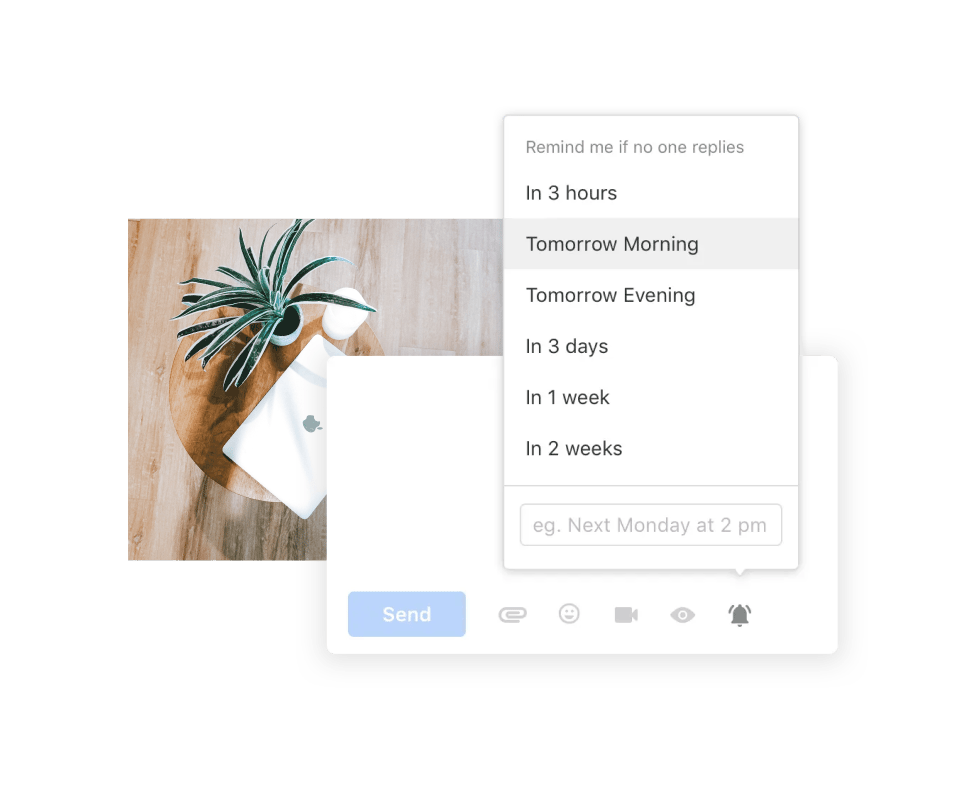 Remind me if no one replies
In 3 hours
Tomorrow Morning
Tomorrow Evening
In 3 days
In 1 week
In 2 weeks
eg. Next Monday at 2 pm
Send